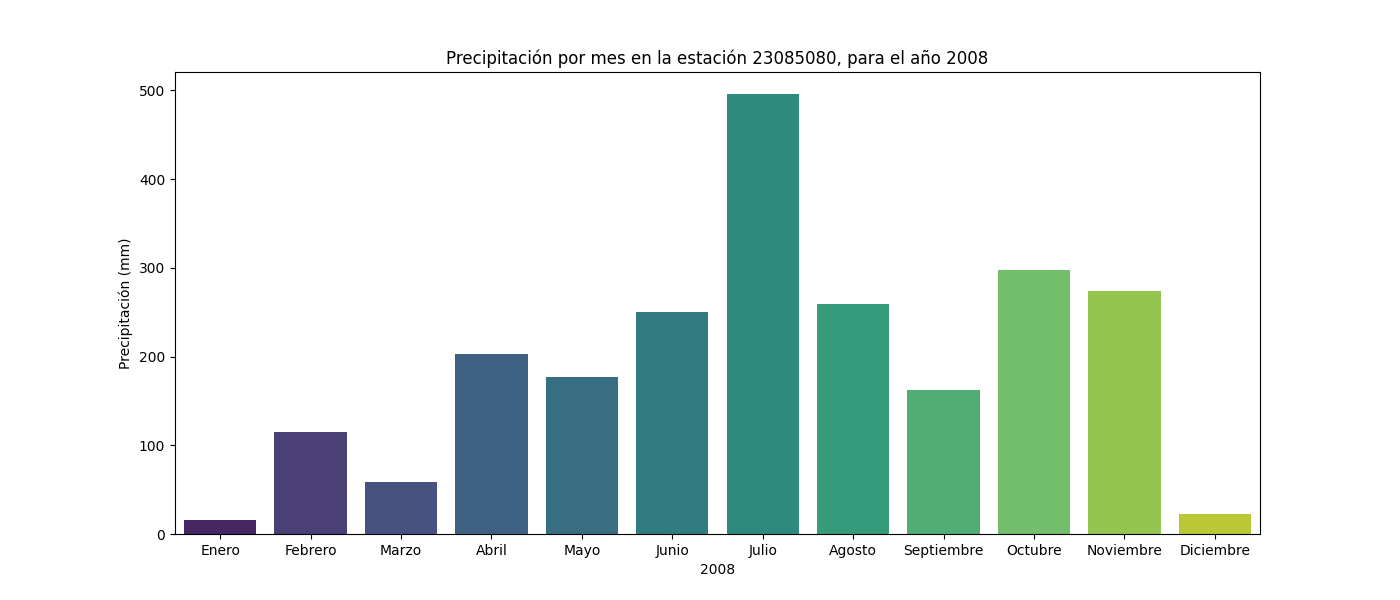 Precipitación por mes en la estación 23085080, para el año 2008
Precipitación (mm)
500
400
300
200
100
0
Enero Febrero Marzo Abril Mayo Junio Julio Agosto Septiembre Octubre Noviembre Diciembre
2008